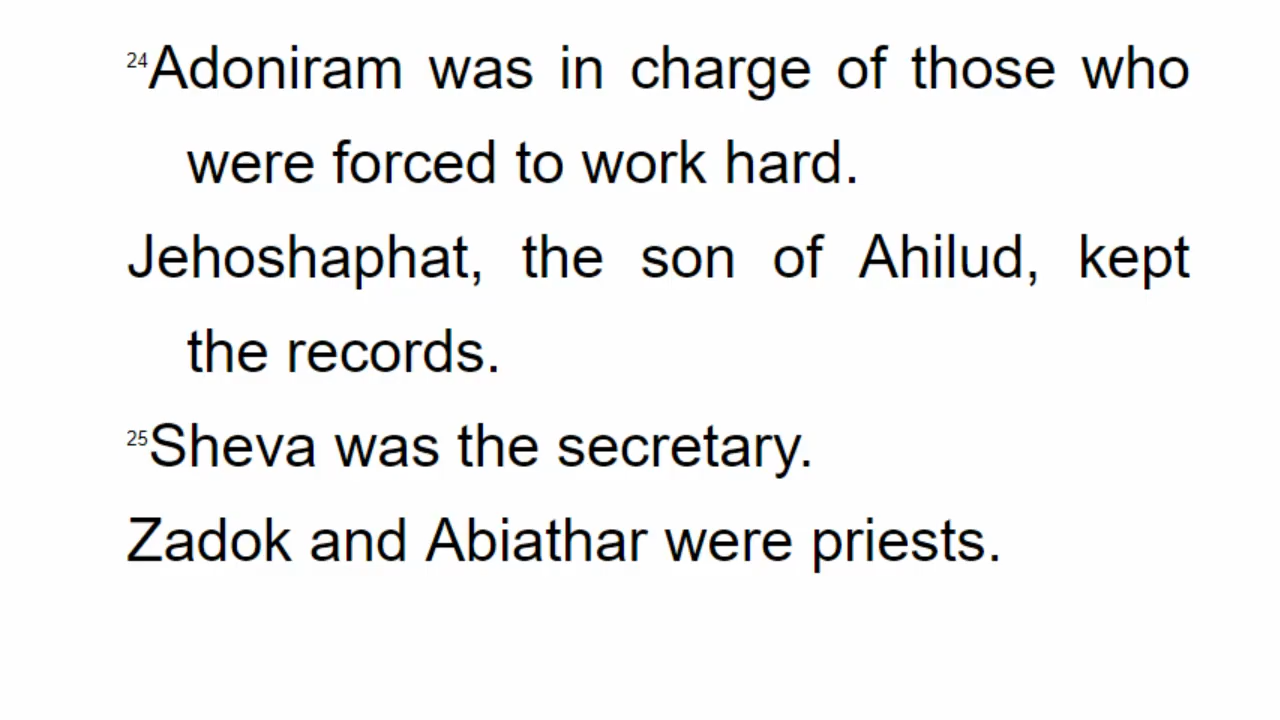 24Adoniram was in charge of those who
were forced to work hard.
Jehoshaphat, the son of Ahilud, kept
the records.
25Sheva was the secretary.
Zadok and Abiathar were priests.